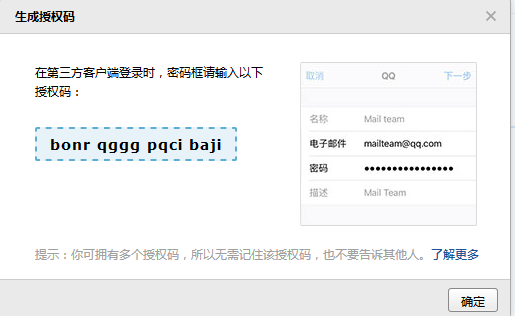 生成授权码
在第三方客户端登录时，密码框请输入以下
授权码：
bonr qggg pqci baji
取消 QQ 下一步
名称 Mail team
电子邮件 mailteam@qq.com
密码 ●●●●●●●●●●●●●●●
描述 Mail Team
提示：你可拥有多个授权码，所以无需记住该授权码，也不要告诉其他人。了解更多
确定